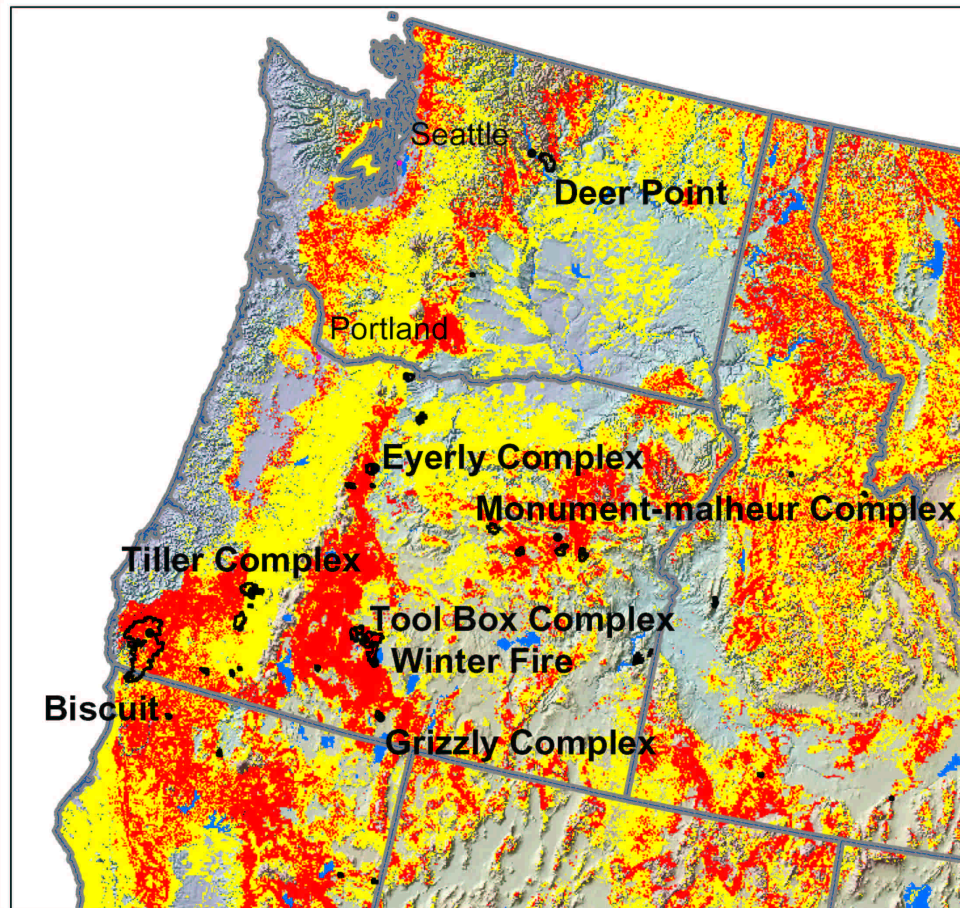 Seattle
Deer Point
Portland
Eyerly Complex
Monument-malheur Complex
Tiller Complex
Tool Box Complex
Winter Fire
Biscuit
Grizzly Complex